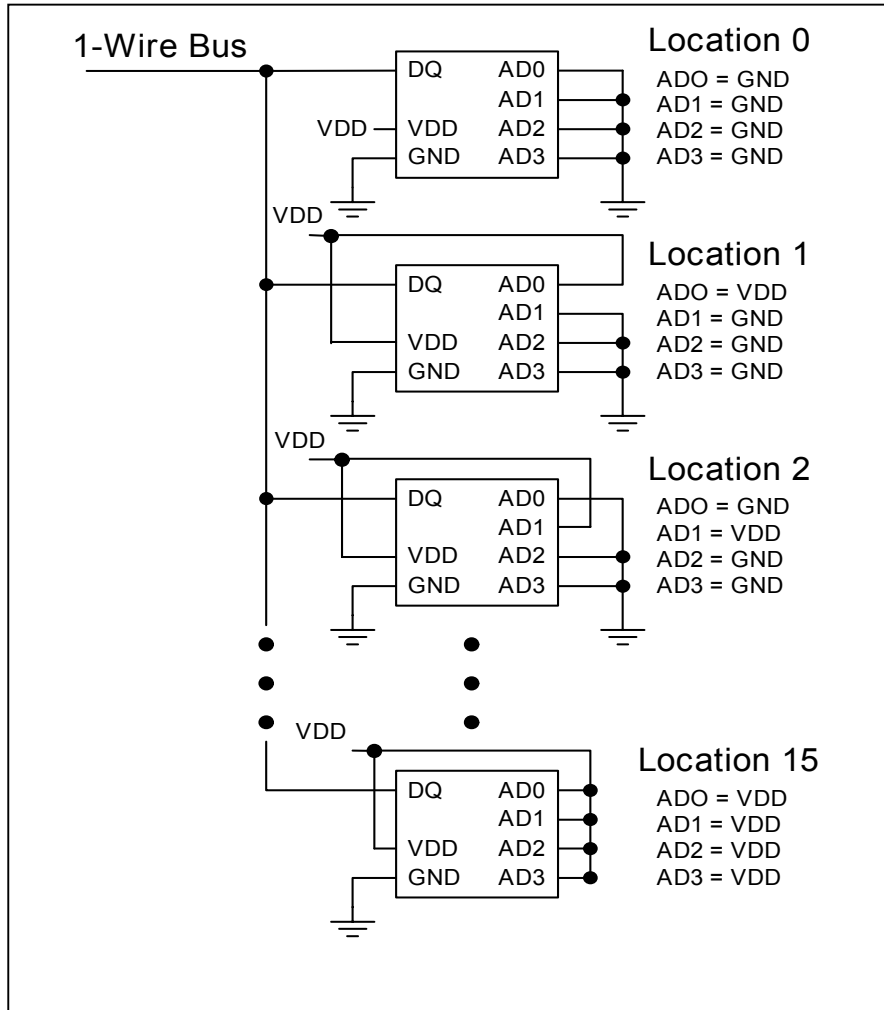 1-Wire Bus
Location 0
DQ AD0
AD1
VDD VDD AD2
GND AD3
ADO = GND
AD1 = GND
AD2 = GND
AD3 = GND
VDD
Location 1
DQ AD0
AD1
VDD AD2
GND AD3
ADO = VDD
AD1 = GND
AD2 = GND
AD3 = GND
VDD
Location 2
DQ AD0
AD1
VDD AD2
GND AD3
ADO = GND
AD1 = VDD
AD2 = GND
AD3 = GND
VDD
Location 15
DQ AD0
AD1
VDD AD2
GND AD3
ADO = VDD
AD1 = VDD
AD2 = VDD
AD3 = VDD